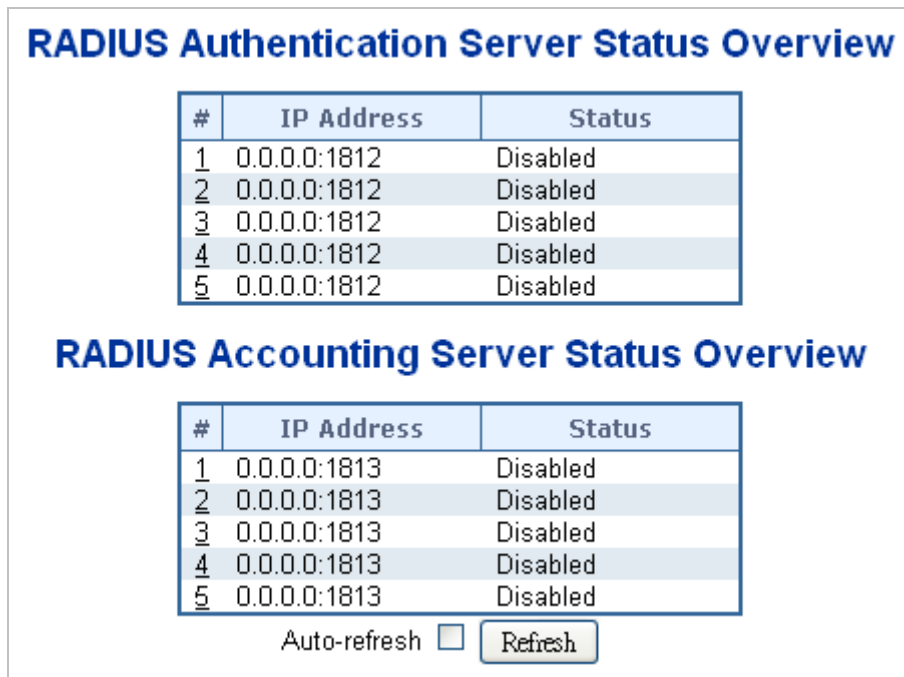 RADIUS Authentication Server Status Overview
# IP Address Status
1 0.0.0.0:1812 Disabled
2 0.0.0.0:1812 Disabled
3 0.0.0.0:1812 Disabled
4 0.0.0.0:1812 Disabled
5 0.0.0.0:1812 Disabled
RADIUS Accounting Server Status Overview
# IP Address Status
1 0.0.0.0:1813 Disabled
2 0.0.0.0:1813 Disabled
3 0.0.0.0:1813 Disabled
4 0.0.0.0:1813 Disabled
5 0.0.0.0:1813 Disabled
Auto-refresh Refresh